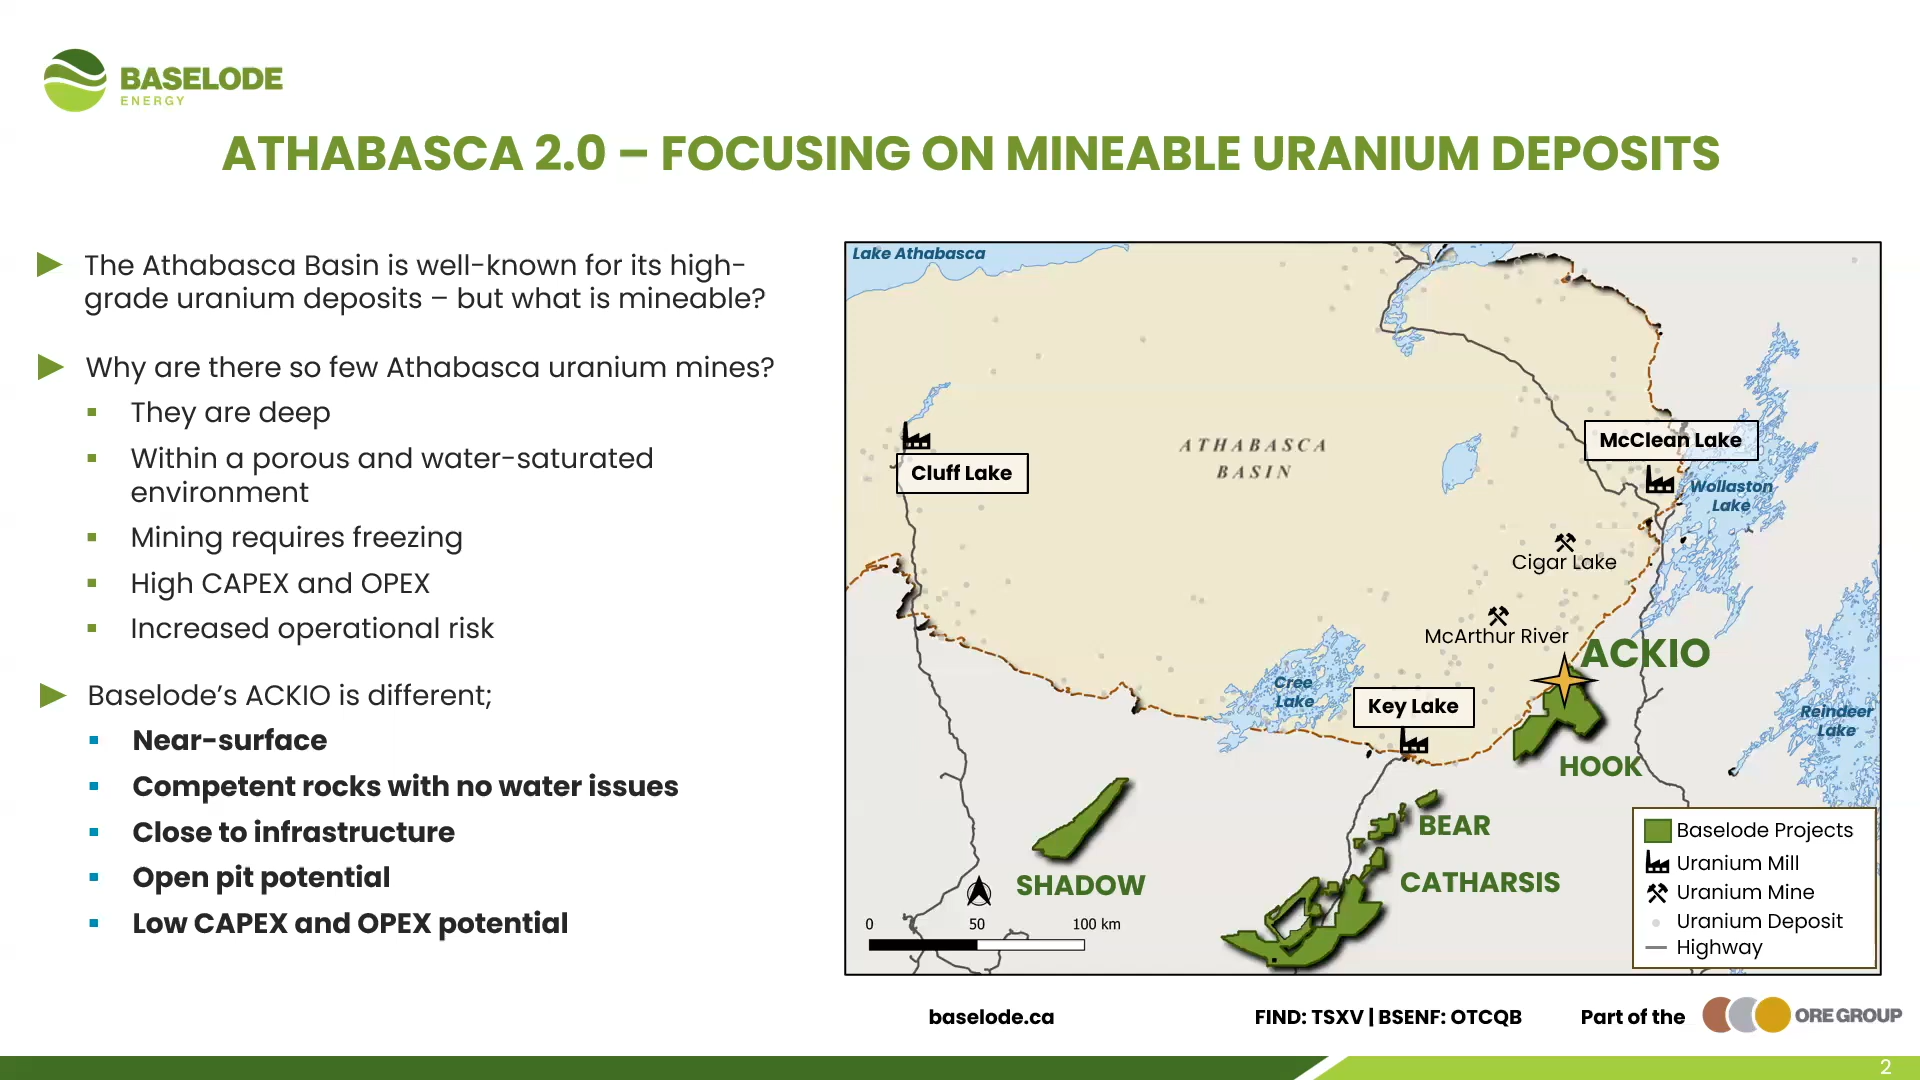 BASELODE
ENERGY
ATHABASCA 2.0 – FOCUSING ON MINEABLE URANIUM DEPOSITS
The Athabasca Basin is well-known for its high-
grade uranium deposits – but what is mineable?
Why are there so few Athabasca uranium mines?
They are deep
Within a porous and water-saturated
environment
Mining requires freezing
High CAPEX and OPEX
Increased operational risk
Baselode’s ACKIO is different;
Near-surface
Competent rocks with no water issues
Close to infrastructure
Open pit potential
Low CAPEX and OPEX potential
Lake Athabasca
ATHABASCA
BASIN
Cluff Lake
McClean Lake
Wollaston
Lake
Cigar Lake
McArthur River
ACKIO
Cree
Lake
Key Lake
Reindeer
Lake
HOOK
BEAR
CATHARSIS
SHADOW
0 50 100 km
Baselode Projects
Uranium Mill
Uranium Mine
Uranium Deposit
Highway
baselode.ca
FIND: TSXV | BSENF: OTCQB
Part of the
ORE GROUP
2